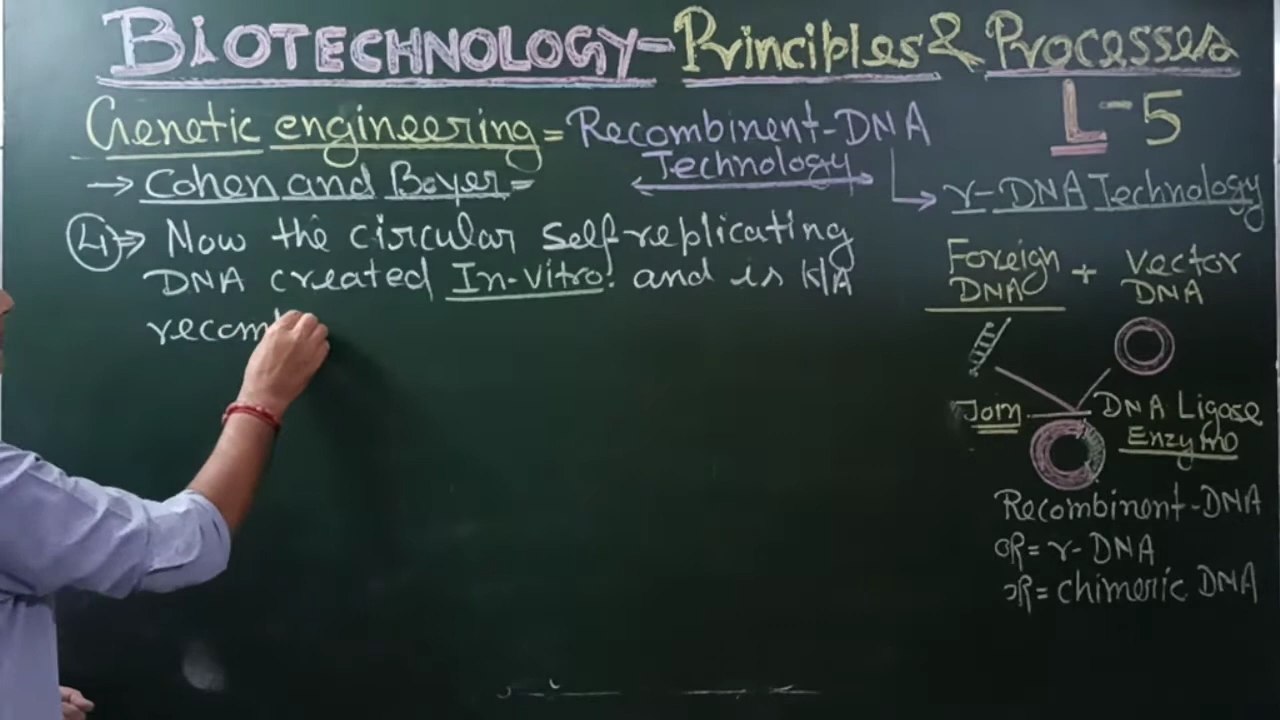 BIOTECHNOLOGY-Principles & Processes
L-5
Genetic engineering = Recombinent-DNA
Technology
→ Cohen and Boyer =
r-DNA Technology
④⇒ Now the circular self-replicating
DNA created In-vitro. and is K/A
recom
Foreign DNA + Vector DNA
Join
DNA Ligase
Enzyme
Recombinent-DNA
OR = r-DNA
OR = chimeric DNA